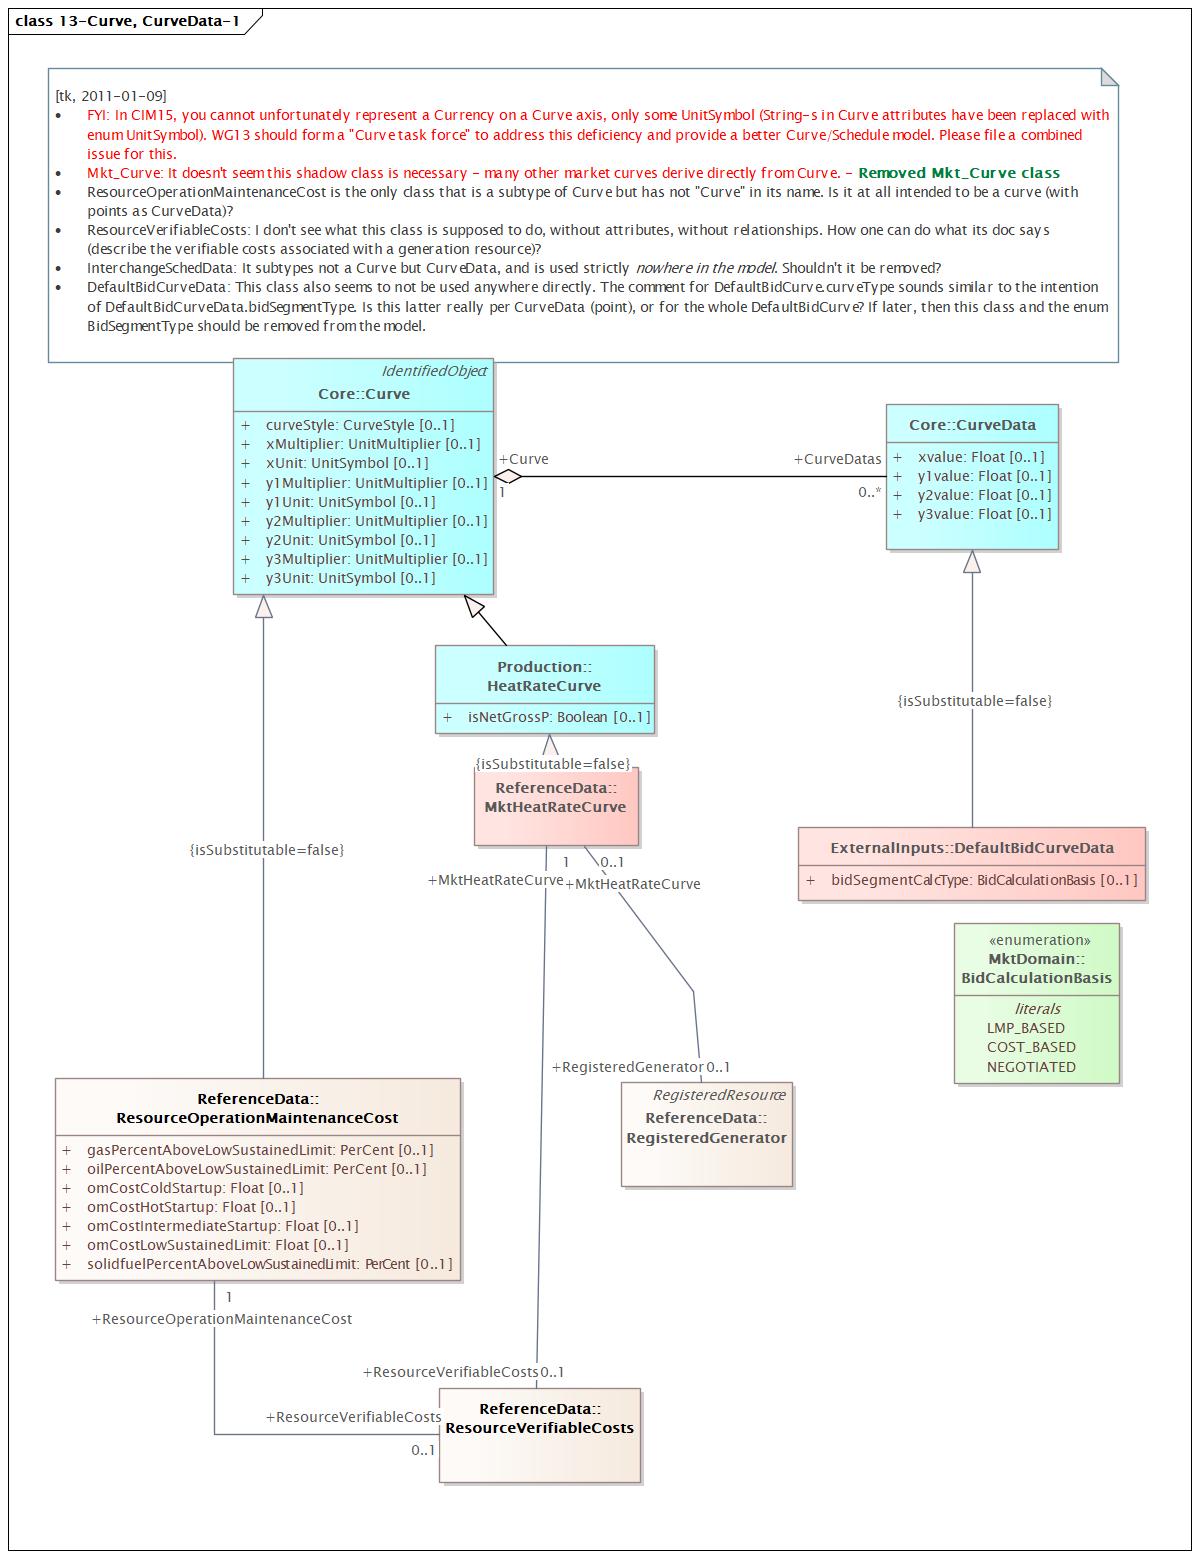 class 13-Curve, CurveData-1
[tk, 2011-01-09]
• FYI: In CIM15, you cannot unfortunately represent a Currency on a Curve axis, only some UnitSymbol (String-s in Curve attributes have been replaced with
enum UnitSymbol). WG13 should form a "Curve task force" to address this deficiency and provide a better Curve/Schedule model. Please file a combined
issue for this.
• Mkt_Curve: It doesn't seem this shadow class is necessary - many other market curves derive directly from Curve. - Removed Mkt_Curve class
• ResourceOperationMaintenanceCost is the only class that is a subtype of Curve but has not "Curve" in its name. Is it at all intended to be a curve (with
points as CurveData)?
• ResourceVerifiableCosts: I don't see what this class is supposed to do, without attributes, without relationships. How one can do what its doc says
(describe the verifiable costs associated with a generation resource)?
• InterchangeSchedData: It subtypes not a Curve but CurveData, and is used strictly nowhere in the model. Shouldn't it be removed?
• DefaultBidCurveData: This class also seems to not be used anywhere directly. The comment for DefaultBidCurve.curveType sounds similar to the intention
of DefaultBidCurveData.bidSegmentType. Is this latter really per CurveData (point), or for the whole DefaultBidCurve? If later, then this class and the enum
BidSegmentType should be removed from the model.
IdentifiedObject
Core::Curve
+ curveStyle: CurveStyle [0..1]
+ xMultiplier: UnitMultiplier [0..1]
+ xUnit: UnitSymbol [0..1]
+ y1Multiplier: UnitMultiplier [0..1]
+ y1Unit: UnitSymbol [0..1]
+ y2Multiplier: UnitMultiplier [0..1]
+ y2Unit: UnitSymbol [0..1]
+ y3Multiplier: UnitMultiplier [0..1]
+ y3Unit: UnitSymbol [0..1]
+Curve
1
+CurveDatas
0..*
Core::CurveData
+ xvalue: Float [0..1]
+ y1value: Float [0..1]
+ y2value: Float [0..1]
+ y3value: Float [0..1]
Production::
HeatRateCurve
+ isNetGrossP: Boolean [0..1]
{isSubstitutable=false}
{isSubstitutable=false}
ReferenceData::
MktHeatRateCurve
{isSubstitutable=false}
ExternalInputs::DefaultBidCurveData
+ bidSegmentCalcType: BidCalculationBasis [0..1]
1
0..1
+MktHeatRateCurve
+MktHeatRateCurve
«enumeration»
MktDomain::
BidCalculationBasis
literals
LMP_BASED
COST_BASED
NEGOTIATED
+RegisteredGenerator 0..1
RegisteredResource
ReferenceData::
RegisteredGenerator
ReferenceData::
ResourceOperationMaintenanceCost
+ gasPercentAboveLowSustainedLimit: PerCent [0..1]
+ oilPercentAboveLowSustainedLimit: PerCent [0..1]
+ omCostColdStartup: Float [0..1]
+ omCostHotStartup: Float [0..1]
+ omCostIntermediateStartup: Float [0..1]
+ omCostLowSustainedLimit: Float [0..1]
+ solidfuelPercentAboveLowSustainedLimit: PerCent [0..1]
1
+ResourceOperationMaintenanceCost
+ResourceVerifiableCosts 0..1
+ResourceVerifiableCosts
0..1
ReferenceData::
ResourceVerifiableCosts